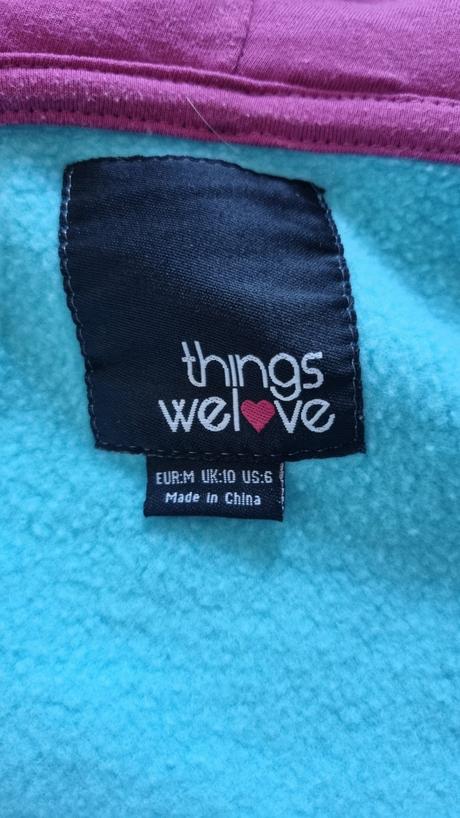 things
welove
EUR:M UK:10 US:6
Made in China